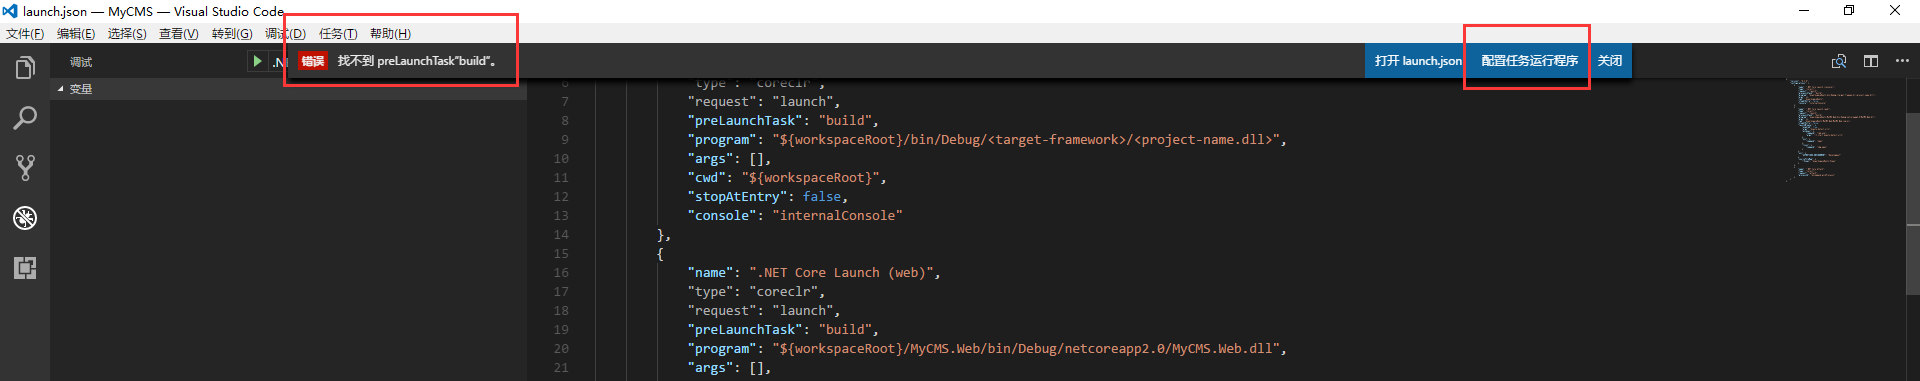 launch.json — MyCMS — Visual Studio Code
文件(F) 编辑(E) 选择(S) 查看(V) 转到(G) 调试(D) 任务(T) 帮助(H)
调试 .N 错误 找不到 preLaunchTask“build”。 打开 launch.json 配置任务运行程序 关闭
变量
6 "type": "coreclr",
7 "request": "launch",
8 "preLaunchTask": "build",
9 "program": "${workspaceRoot}/bin/Debug/<target-framework>/<project-name.dll>",
10 "args": [],
11 "cwd": "${workspaceRoot}",
12 "stopAtEntry": false,
13 "console": "internalConsole"
14 },
15 {
16 "name": ".NET Core Launch (web)",
17 "type": "coreclr",
18 "request": "launch",
19 "preLaunchTask": "build",
20 "program": "${workspaceRoot}/MyCMS.Web/bin/Debug/netcoreapp2.0/MyCMS.Web.dll",
21 "args": [],